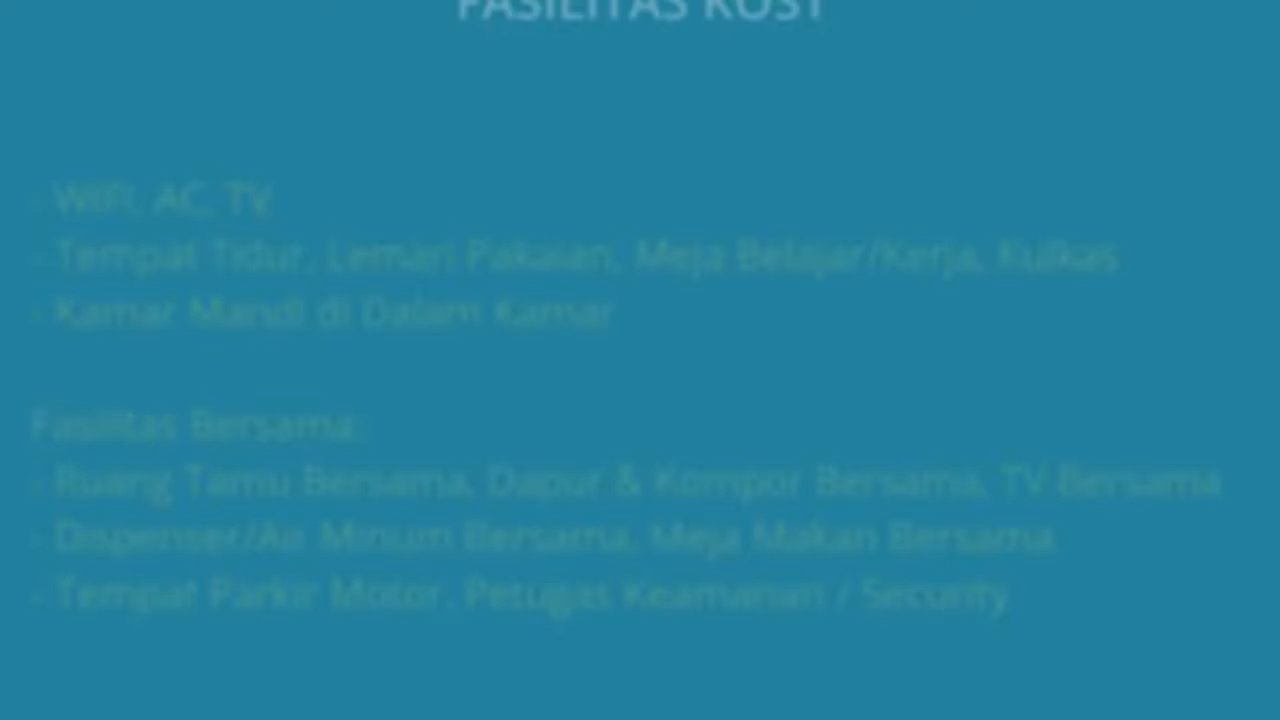 FASILITAS KOST
- WIFI, AC, TV
- Tempat Tidur, Lemari Pakaian, Meja Belajar/Kerja, Kulkas
- Kamar Mandi di Dalam Kamar
Fasilitas Bersama:
- Ruang Tamu Bersama, Dapur & Kompor Bersama, TV Bersama
- Dispenser/Air Minum Bersama, Meja Makan Bersama
- Tempat Parkir Motor, Petugas Keamanan / Security